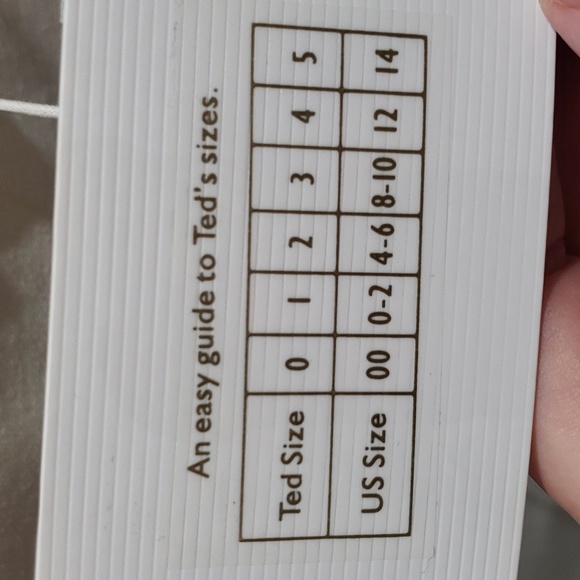 An easy guide to Ted's sizes.
Ted Size 0 1 2 3 4 5
US Size 00 0-2 4-6 8-10 12 14